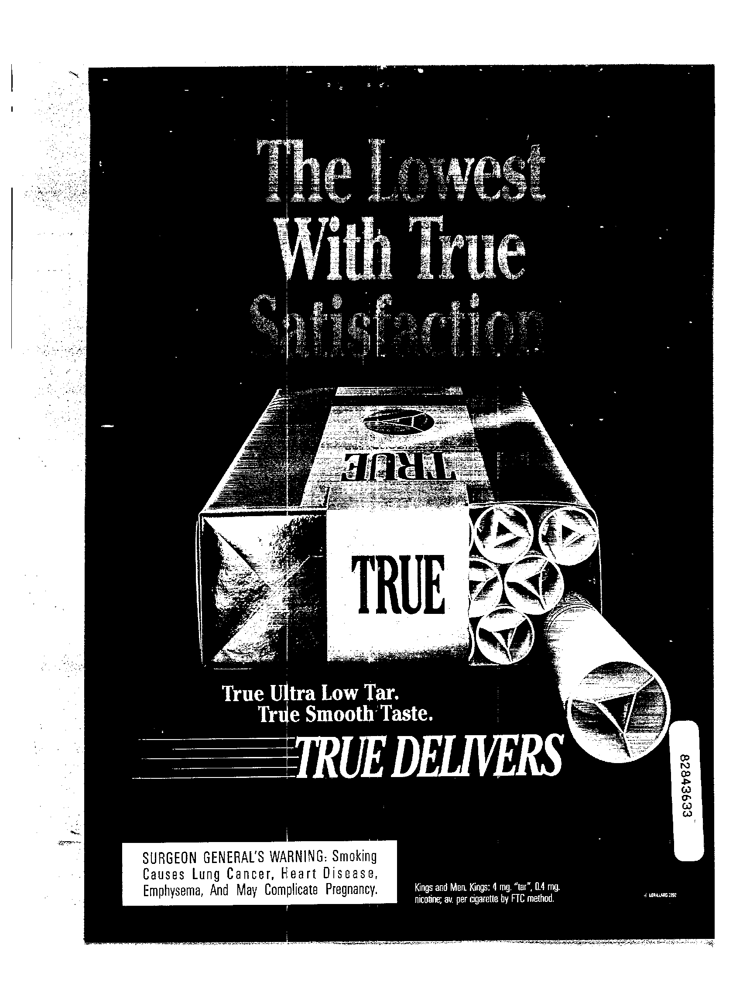 The Lowest
With True
Satisfaction
TRUE
TRUE
True Ultra Low Tar.
True Smooth Taste.
TRUE DELIVERS
82843633
SURGEON GENERAL'S WARNING: Smoking
Causes Lung Cancer, Heart Disease,
Emphysema, And May Complicate Pregnancy.
Kings and Men. Kings: 4 mg. "tar", 0.4 mg.
nicotine; av. per cigarette by FTC method.